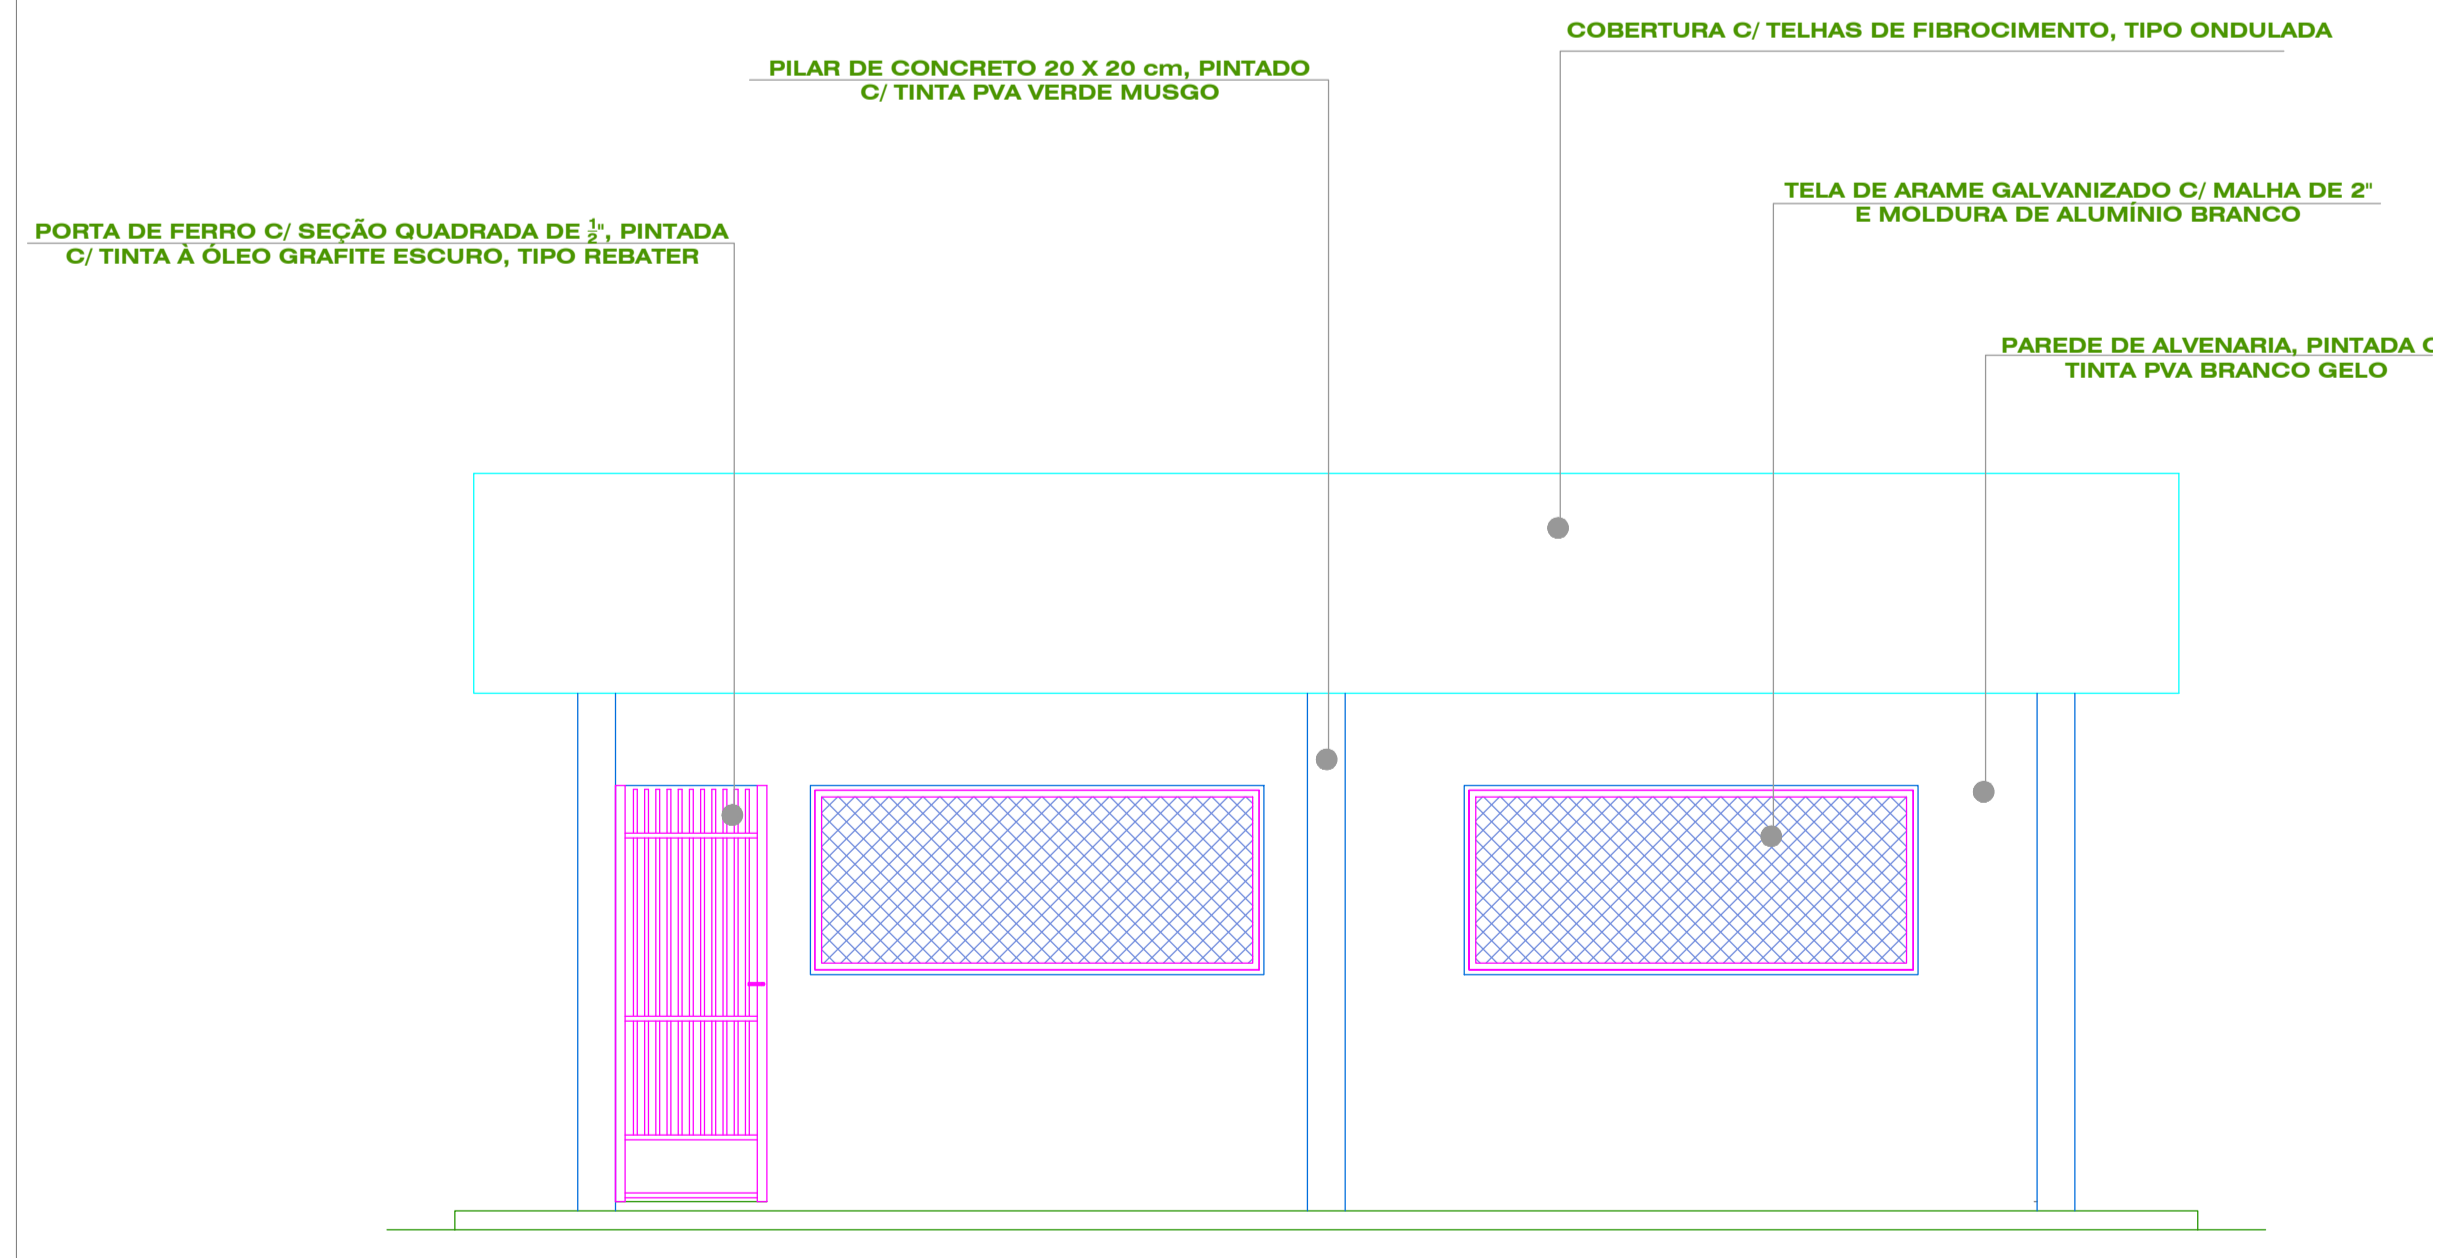 COBERTURA C/ TELHAS DE FIBROCIMENTO, TIPO ONDULADA
PILAR DE CONCRETO 20 X 20 cm, PINTADO
C/ TINTA PVA VERDE MUSGO
TELA DE ARAME GALVANIZADO C/ MALHA DE 2"
E MOLDURA DE ALUMÍNIO BRANCO
PORTA DE FERRO C/ SEÇÃO QUADRADA DE ½", PINTADA
C/ TINTA À ÓLEO GRAFITE ESCURO, TIPO REBATER
PAREDE DE ALVENARIA, PINTADA
TINTA PVA BRANCO GELO